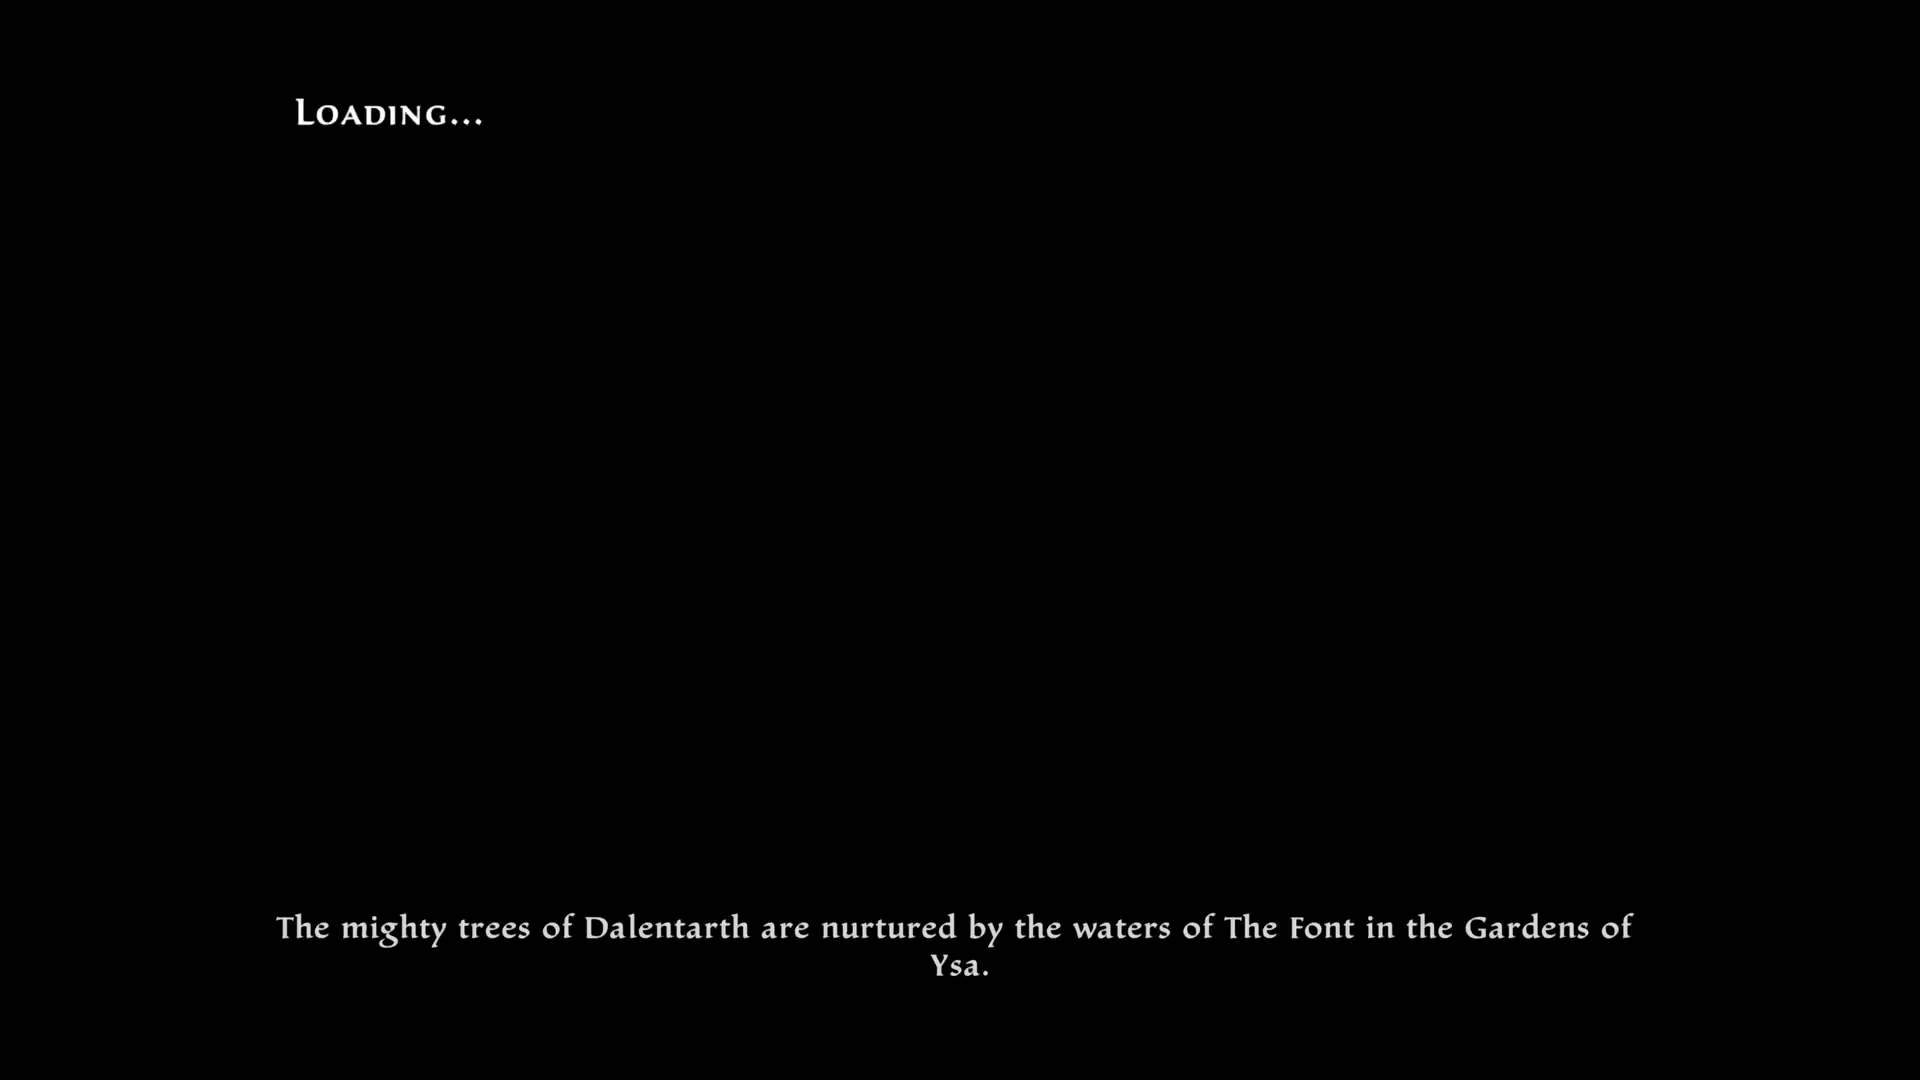 Loading...
The mighty trees of Dalentarth are nurtured by the waters of The Font in the Gardens of
Ysa.